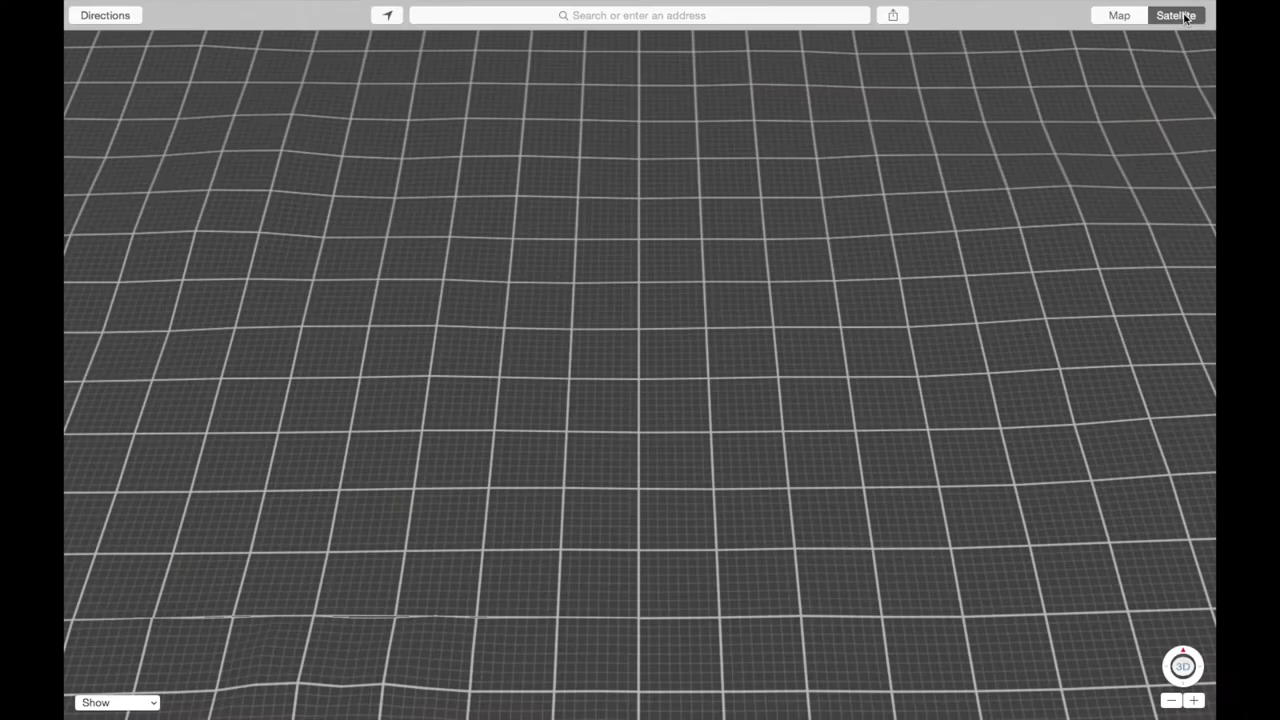 Directions
Search or enter an address
Map
Satellite
3D
Show